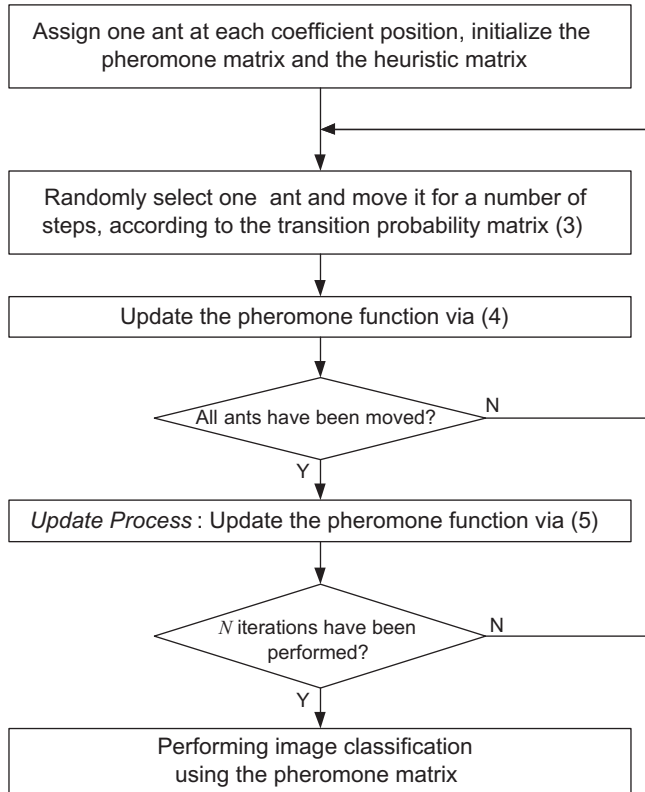 Assign one ant at each coefficient position, initialize the
pheromone matrix and the heuristic matrix
Randomly select one ant and move it for a number of
steps, according to the transition probability matrix (3)
Update the pheromone function via (4)
All ants have been moved?
N
Y
Update Process : Update the pheromone function via (5)
N iterations have been
performed?
N
Y
Performing image classification
using the pheromone matrix